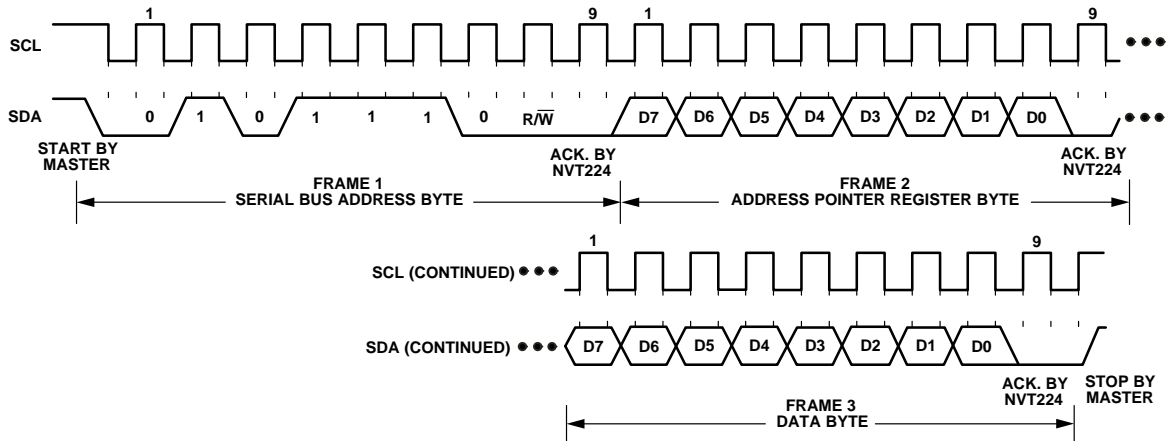 1 9 1 9
SCL
SDA
0 1 0 1 1 1 0 R/W̅ D7 D6 D5 D4 D3 D2 D1 D0
START BY
MASTER
ACK. BY
NVT224
ACK. BY
NVT224
FRAME 1
SERIAL BUS ADDRESS BYTE
FRAME 2
ADDRESS POINTER REGISTER BYTE
1 9
SCL (CONTINUED)
SDA (CONTINUED)
D7 D6 D5 D4 D3 D2 D1 D0
ACK. BY
NVT224
STOP BY
MASTER
FRAME 3
DATA BYTE